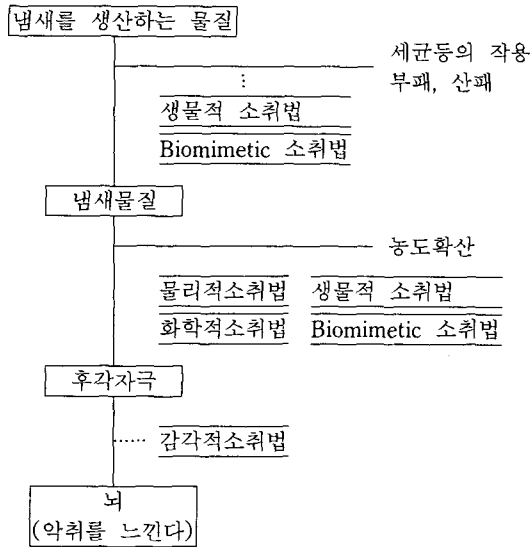 냄새를 생산하는 물질
세균등의 작용
부패, 산패
⋮
생물적 소취법
Biomimetic 소취법
냄새물질
농도확산
물리적소취법 생물적 소취법
화학적소취법 Biomimetic 소취법
후각자극
...... 감각적소취법
뇌
(악취를 느낀다)